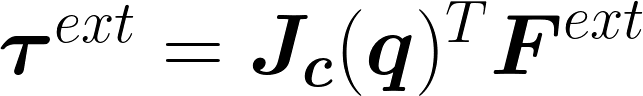 τ^{ext} = J_c(q)^T F^{ext}